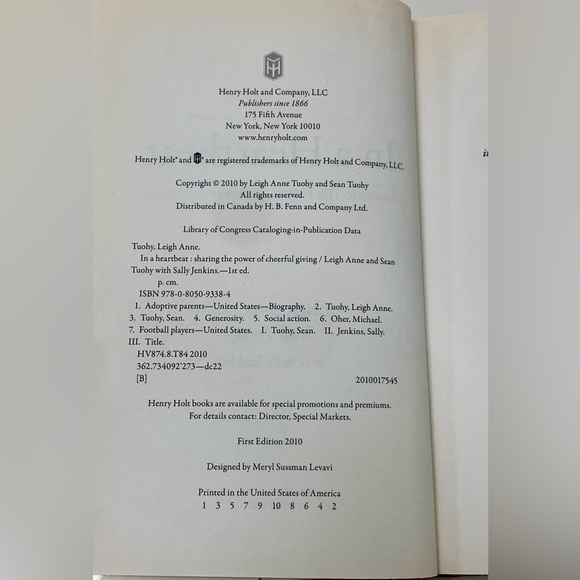 Henry Holt and Company, LLC
Publishers since 1866
175 Fifth Avenue
New York, New York 10010
www.henryholt.com
Henry Holt® and ® are registered trademarks of Henry Holt and Company, LLC.
Copyright © 2010 by Leigh Anne Tuohy and Sean Tuohy
All rights reserved.
Distributed in Canada by H. B. Fenn and Company Ltd.
Library of Congress Cataloging-in-Publication Data
Tuohy, Leigh Anne.
In a heartbeat : sharing the power of cheerful giving / Leigh Anne and Sean
Tuohy with Sally Jenkins.—1st ed.
p. cm.
ISBN 978-0-8050-9338-4
1. Adoptive parents—United States—Biography. 2. Tuohy, Leigh Anne.
3. Tuohy, Sean. 4. Generosity. 5. Social action. 6. Oher, Michael.
7. Football players—United States. I. Tuohy, Sean. II. Jenkins, Sally.
III. Title.
HV874.8.T84 2010
362.734092'273—dc22
[B] 2010017545
Henry Holt books are available for special promotions and premiums.
For details contact: Director, Special Markets.
First Edition 2010
Designed by Meryl Sussman Levavi
Printed in the United States of America
1 3 5 7 9 10 8 6 4 2